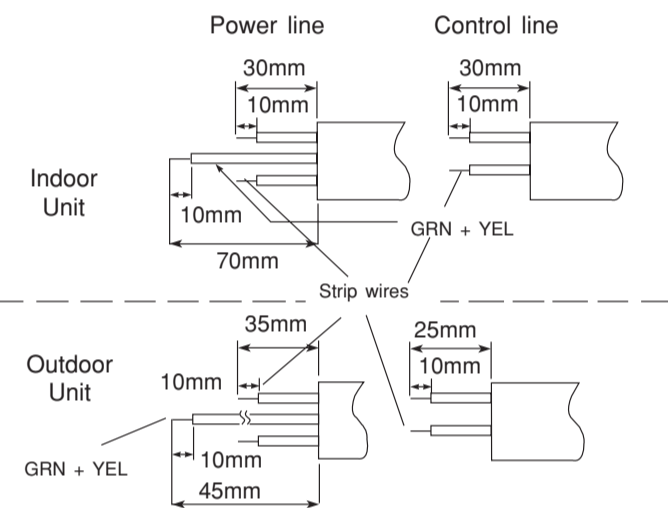 Power line
Control line
30mm
30mm
10mm
10mm
Indoor
Unit
10mm
GRN + YEL
70mm
Strip wires
35mm
25mm
Outdoor
Unit
10mm
10mm
GRN + YEL
10mm
45mm